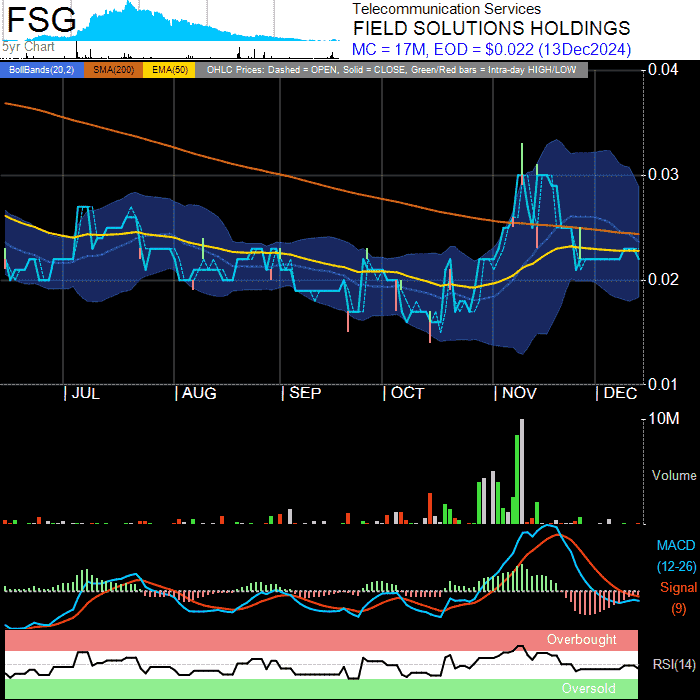 FSG
5yr Chart
Telecommunication Services
FIELD SOLUTIONS HOLDINGS
MC = 17M, EOD = $0.022 (13Dec2024)
BollBands(20,2) SMA(200) EMA(50) OHLC Prices: Dashed = OPEN, Solid = CLOSE, Green/Red bars = Intra-day HIGH/LOW
0.04
0.03
0.02
0.01
| JUL | AUG | SEP | OCT | NOV | DEC
10M
Volume
MACD
(12-26)
Signal
(9)
Overbought
RSI(14)
Oversold